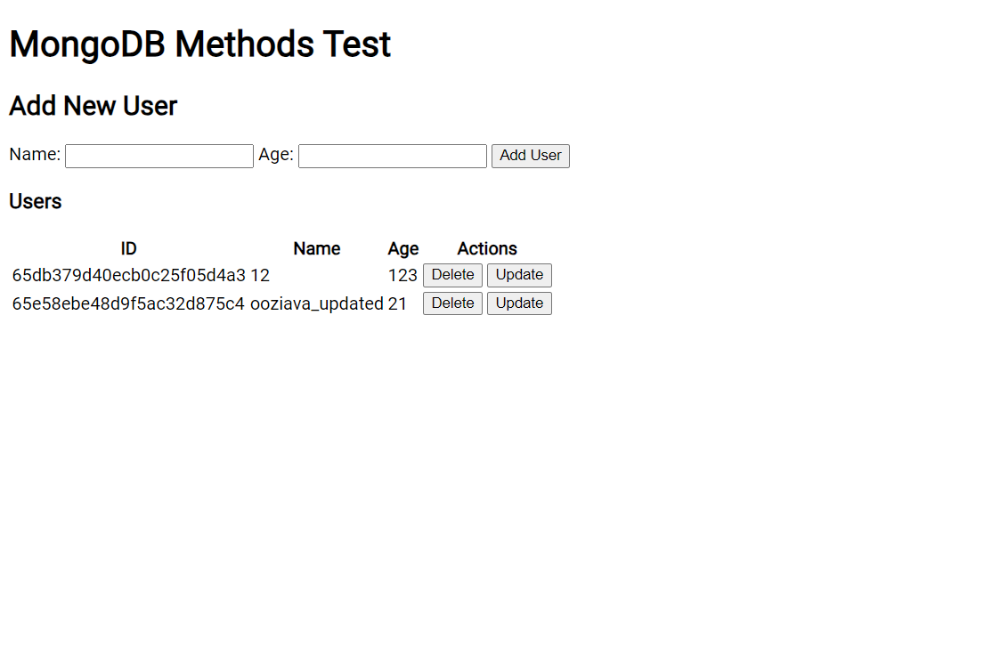 MongoDB Methods Test
Add New User
Name: Age: Add User
Users
ID Name Age Actions
65db379d40ecb0c25f05d4a3 12 123 Delete Update
65e58ebe48d9f5ac32d875c4 ooziava_updated 21 Delete Update